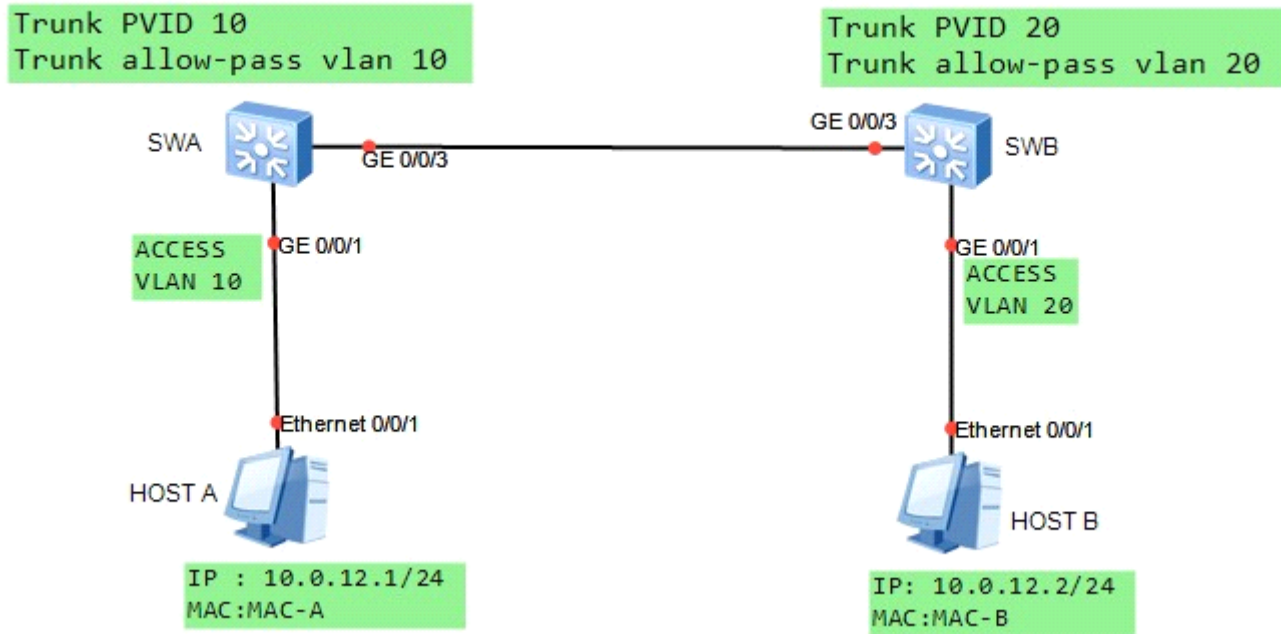 Trunk PVID 10
Trunk allow-pass vlan 10
Trunk PVID 20
Trunk allow-pass vlan 20
SWA
GE 0/0/3
GE 0/0/3
SWB
GE 0/0/1
ACCESS
VLAN 10
GE 0/0/1
ACCESS
VLAN 20
Ethernet 0/0/1
Ethernet 0/0/1
HOST A
HOST B
IP : 10.0.12.1/24
MAC:MAC-A
IP: 10.0.12.2/24
MAC:MAC-B